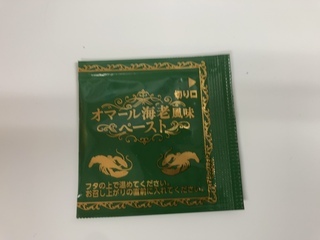 ▶
切り口
オマール海老風味
ペースト
フタの上で温めてください。
お召し上がりの直前に入れてください。